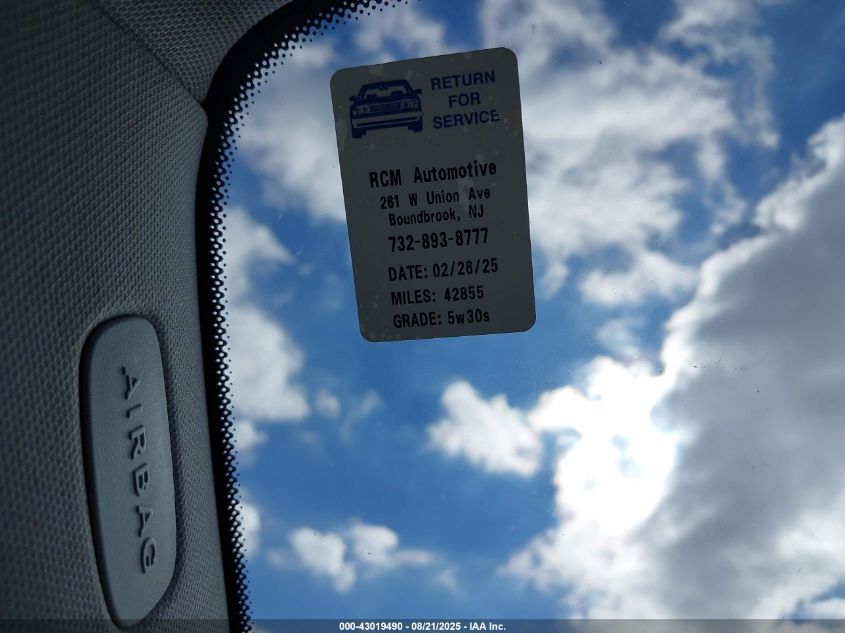 RETURN
FOR
SERVICE
RCM Automotive
261 W Union Ave
Boundbrook, NJ
732-893-8777
DATE: 02/26/25
MILES: 42855
GRADE: 5w30s
AIRBAG
000-43019490 - 08/21/2025 - IAA Inc.